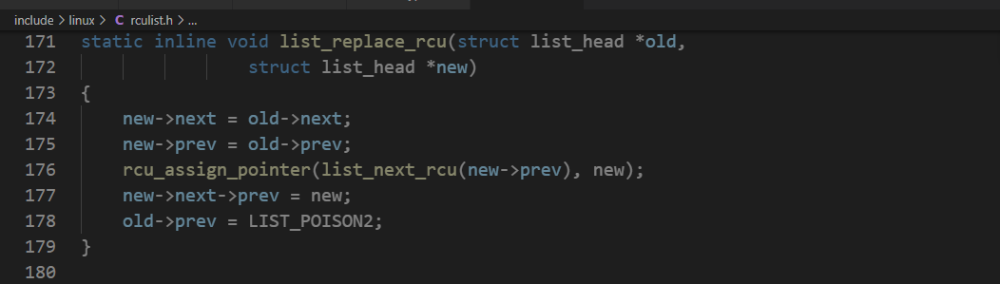 include > linux > C rculist.h > ...
171 static inline void list_replace_rcu(struct list_head *old,
172 struct list_head *new)
173 {
174 new->next = old->next;
175 new->prev = old->prev;
176 rcu_assign_pointer(list_next_rcu(new->prev), new);
177 new->next->prev = new;
178 old->prev = LIST_POISON2;
179 }
180